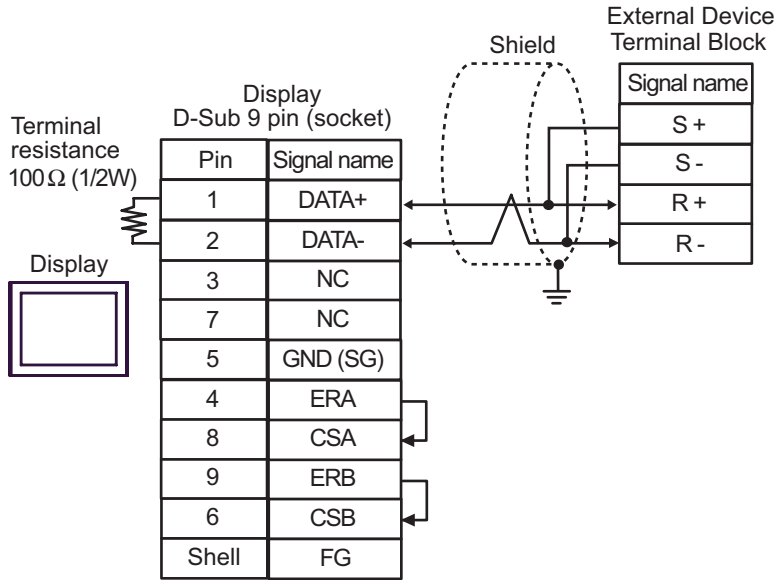 External Device
Terminal Block
Shield
Signal name
S +
S -
R +
R -
Display
D-Sub 9 pin (socket)
Terminal
resistance
100Ω (1/2W)
Pin Signal name
1 DATA+
2 DATA-
3 NC
7 NC
5 GND (SG)
4 ERA
8 CSA
9 ERB
6 CSB
Shell FG
Display